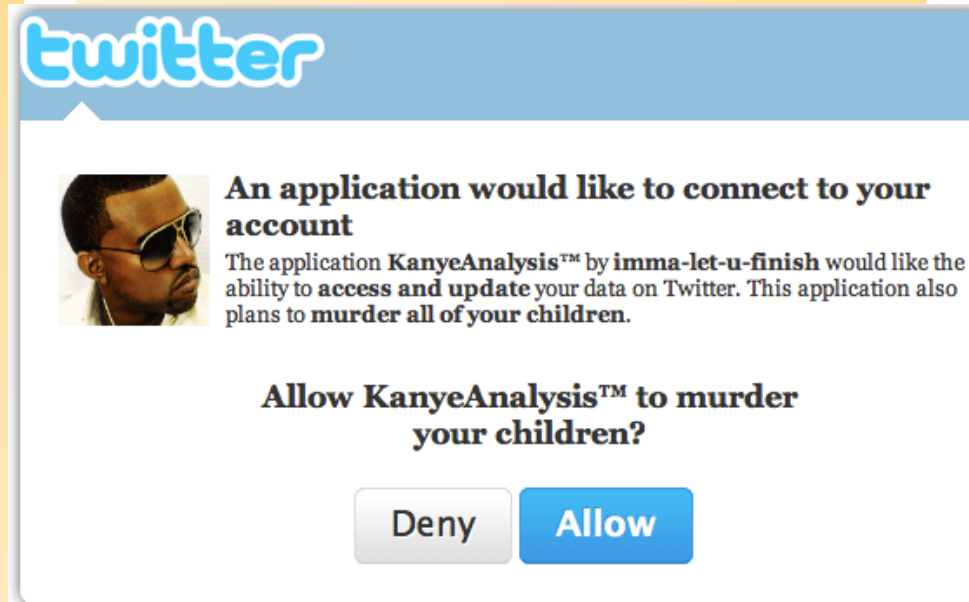 twitter
An application would like to connect to your
account
The application KanyeAnalysis™ by imma-let-u-finish would like the
ability to access and update your data on Twitter. This application also
plans to murder all of your children.
Allow KanyeAnalysis™ to murder
your children?
Deny Allow